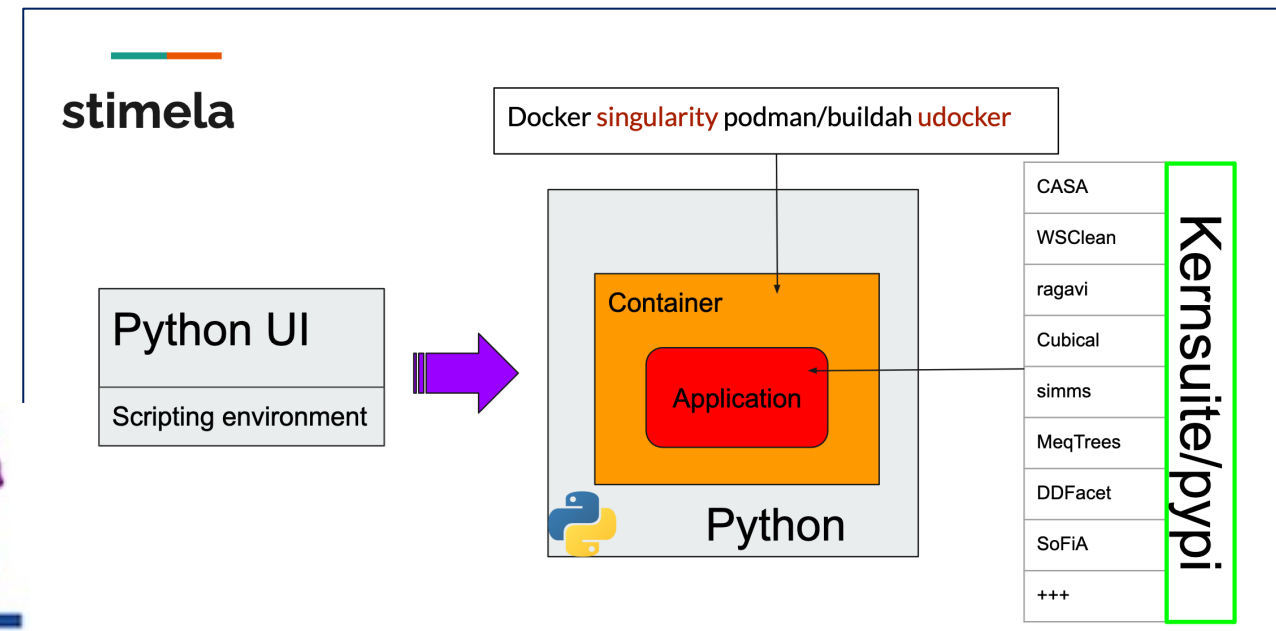 stimela
Docker singularity podman/buildah udocker
Python UI
Scripting environment
Container
Application
Python
CASA
WSClean
ragavi
Cubical
simms
MeqTrees
DDFacet
SoFiA
+++
Kernsuite/pypi